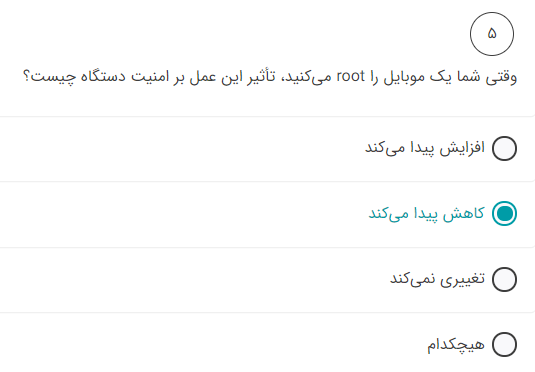 ۵
وقتی شما یک موبایل را root می‌کنید، تأثیر این عمل بر امنیت دستگاه چیست؟
افزایش پیدا می‌کند
کاهش پیدا می‌کند
تغییری نمی‌کند
هیچکدام